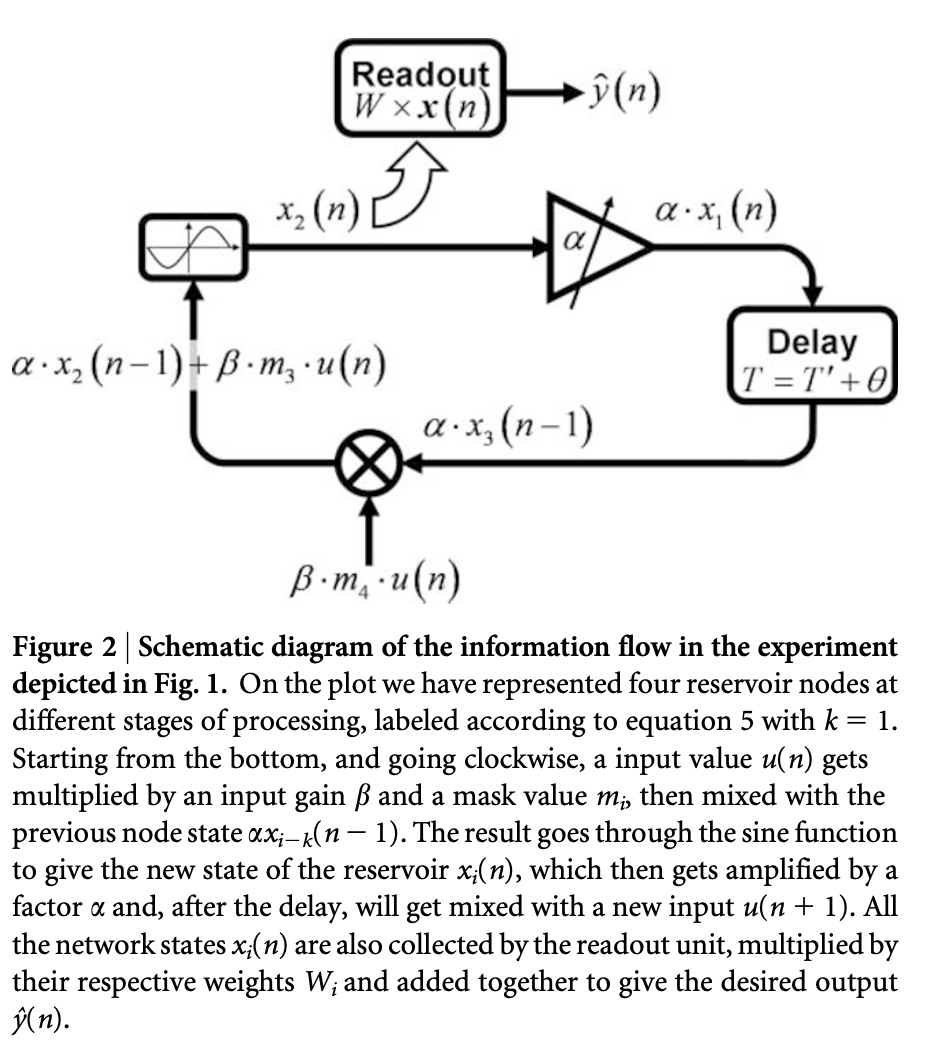 Readout
W × x(n)
ŷ(n)
x₂(n)
α
α · x₁(n)
Delay
T = T′ + θ
α · x₂(n−1) + β · m₃ · u(n)
α · x₃(n−1)
β · m₄ · u(n)
Figure 2 | Schematic diagram of the information flow in the experiment
depicted in Fig. 1. On the plot we have represented four reservoir nodes at
different stages of processing, labeled according to equation 5 with k = 1.
Starting from the bottom, and going clockwise, a input value u(n) gets
multiplied by an input gain β and a mask value mᵢ, then mixed with the
previous node state αxᵢ₋ₖ(n − 1). The result goes through the sine function
to give the new state of the reservoir xᵢ(n), which then gets amplified by a
factor α and, after the delay, will get mixed with a new input u(n + 1). All
the network states xᵢ(n) are also collected by the readout unit, multiplied by
their respective weights Wᵢ and added together to give the desired output
ŷ(n).